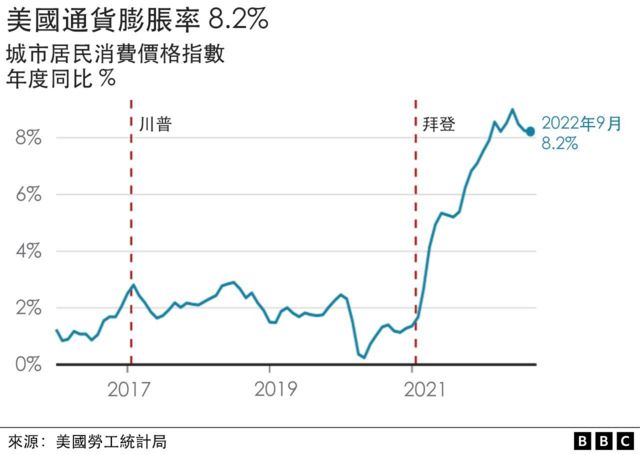 美國通貨膨脹率 8.2%
城市居民消費價格指數
年度同比 %
川普
拜登
2022年9月
8.2%
8%
6%
4%
2%
0%
2017
2019
2021
來源：美國勞工統計局
BBC